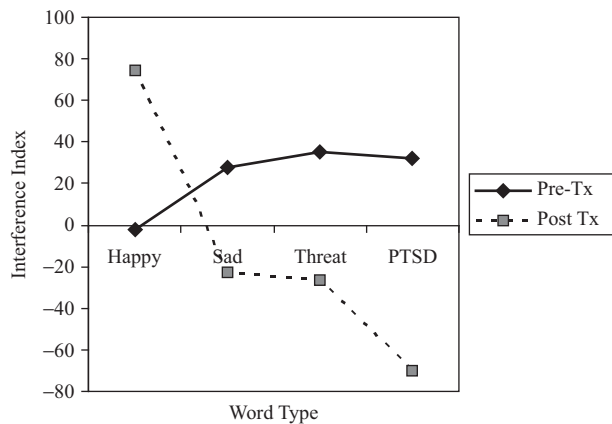 100
80
60
40
20
0
–20
–40
–60
–80
Interference Index
Happy Sad Threat PTSD
Word Type
Pre-Tx
Post Tx